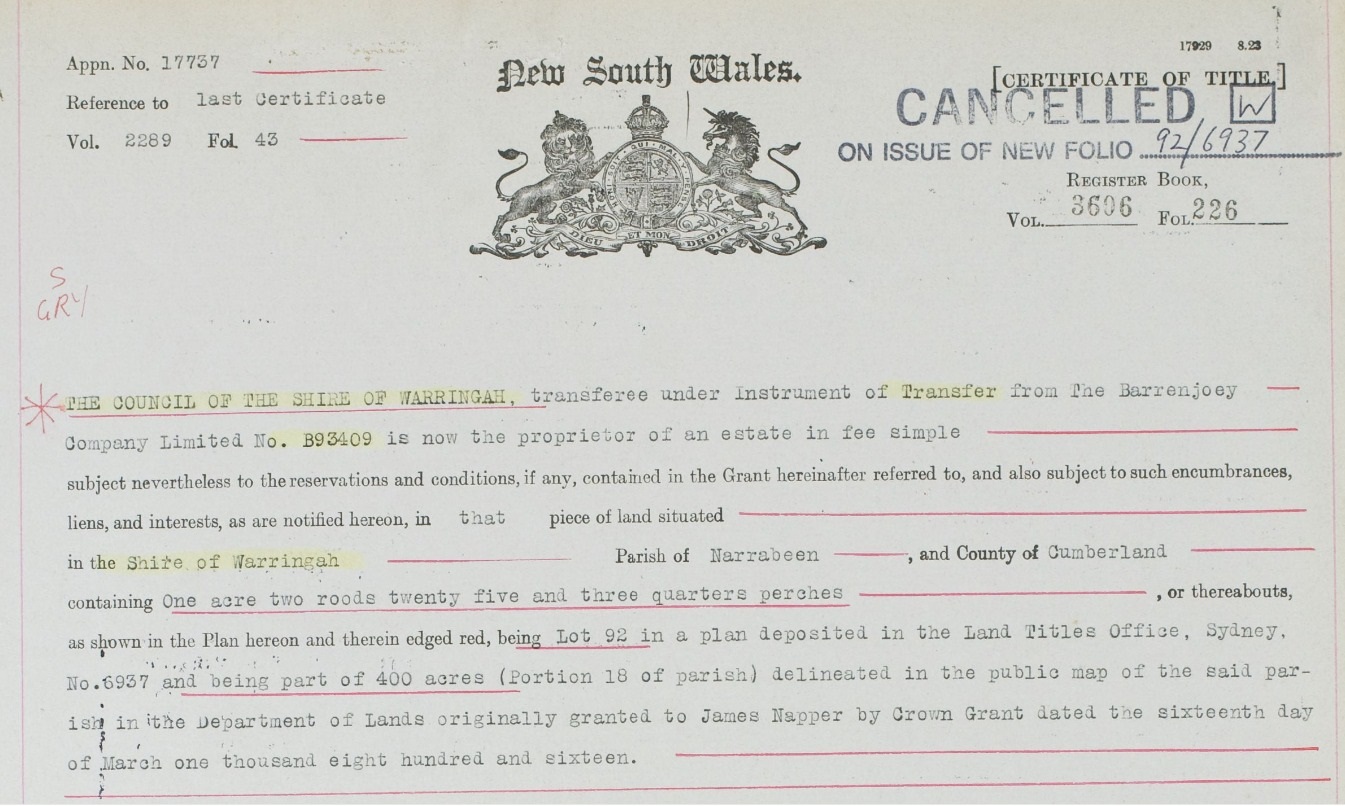 17929 8.23
Appn. No. 17737
Reference to last Certificate
Vol. 2289 Fol. 43
New South Wales.
DIEU ET MON DROIT
[CERTIFICATE OF TITLE.]
CANCELLED W
ON ISSUE OF NEW FOLIO 92/6937
REGISTER BOOK,
VOL. 3606 FOL. 226
S
GRY
THE COUNCIL OF THE SHIRE OF WARRINGAH, transferee under Instrument of Transfer from The Barrenjoey
Company Limited No. B93409 is now the proprietor of an estate in fee simple
subject nevertheless to the reservations and conditions, if any, contained in the Grant hereinafter referred to, and also subject to such encumbrances,
liens, and interests, as are notified hereon, in that piece of land situated
in the Shire of Warringah Parish of Narrabeen , and County of Cumberland
containing One acre two roods twenty five and three quarters perches , or thereabouts,
as shown in the Plan hereon and therein edged red, being Lot 92 in a plan deposited in the Land Titles Office, Sydney,
No.6937 and being part of 400 acres (Portion 18 of parish) delineated in the public map of the said par-
ish in the Department of Lands originally granted to James Napper by Crown Grant dated the sixteenth day
of March one thousand eight hundred and sixteen.